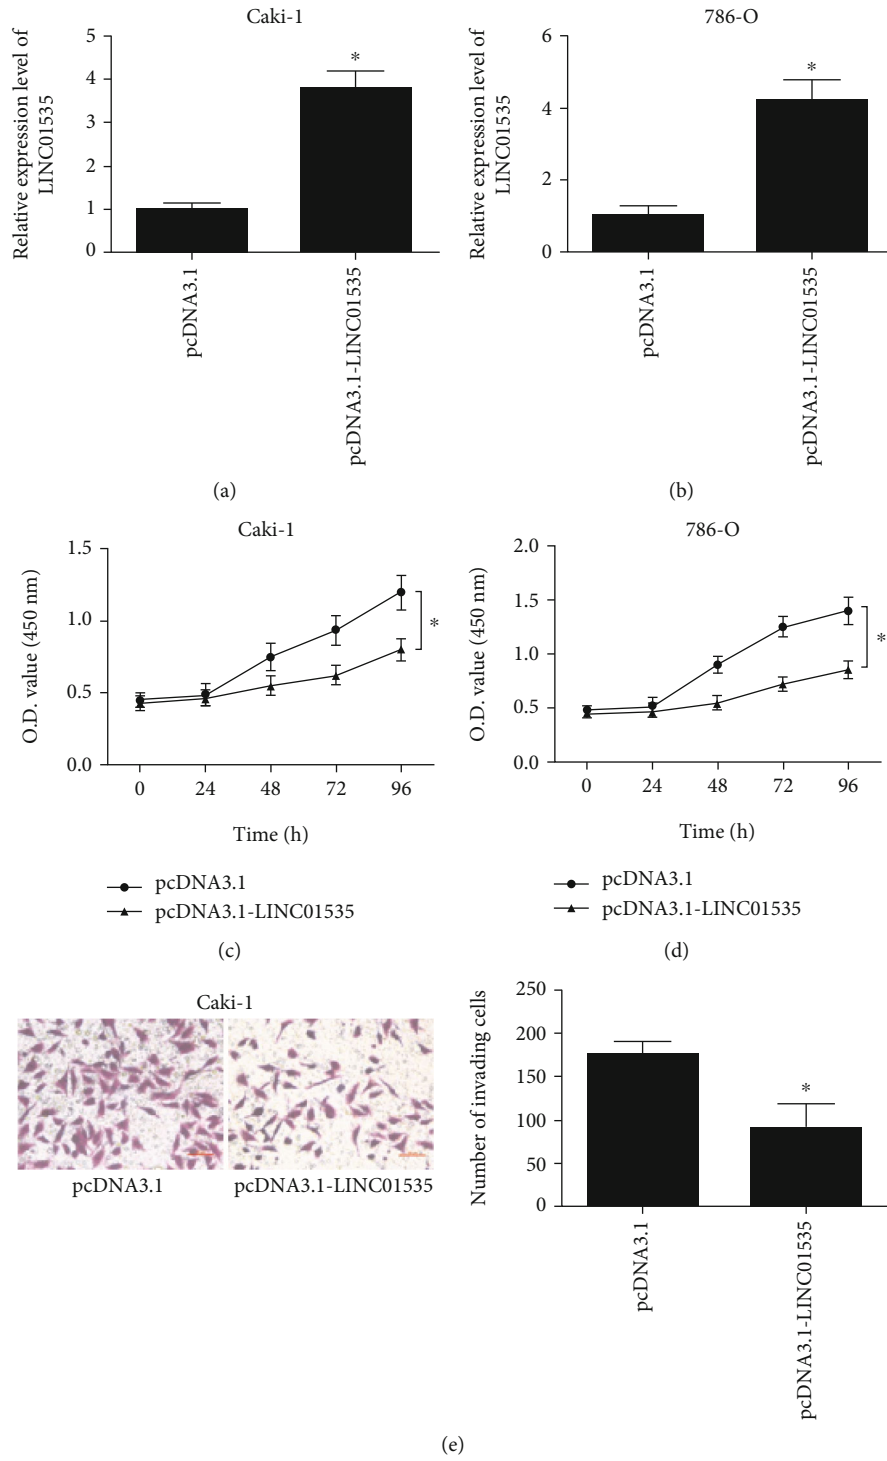 Caki-1
Relative expression level of
LINC01535
5
4
3
2
1
0
*
pcDNA3.1
pcDNA3.1-LINC01535
(a)
786-O
Relative expression level of
LINC01535
6
4
2
0
*
pcDNA3.1
pcDNA3.1-LINC01535
(b)
Caki-1
O.D. value (450 nm)
1.5
1.0
0.5
0.0
*
0 24 48 72 96
Time (h)
pcDNA3.1
pcDNA3.1-LINC01535
(c)
786-O
O.D. value (450 nm)
2.0
1.5
1.0
0.5
0.0
*
0 24 48 72 96
Time (h)
pcDNA3.1
pcDNA3.1-LINC01535
(d)
Caki-1
pcDNA3.1 pcDNA3.1-LINC01535
Number of invading cells
250
200
150
100
50
0
*
pcDNA3.1
pcDNA3.1-LINC01535
(e)